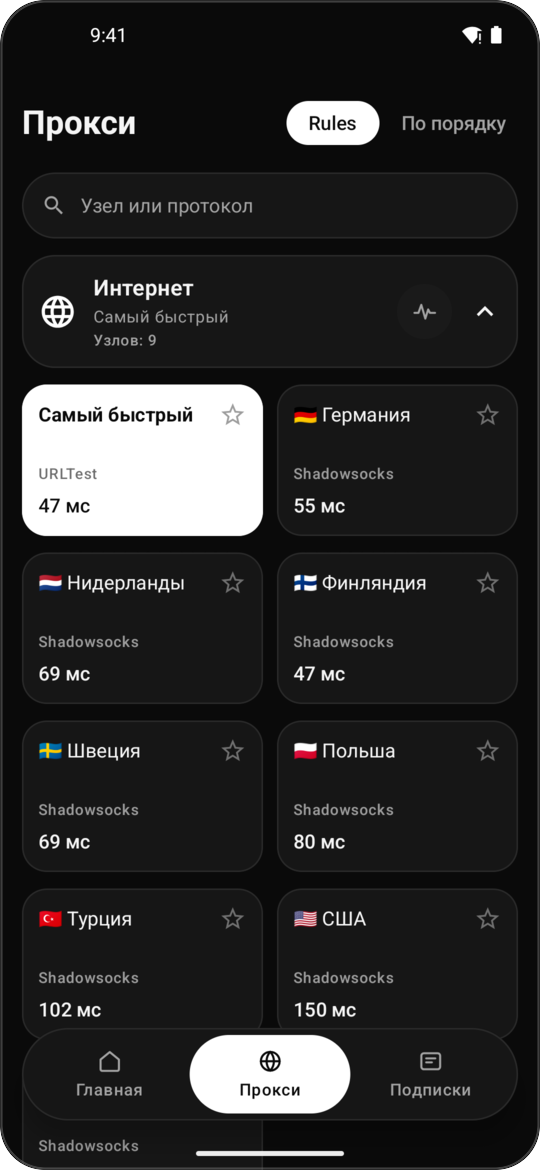 9:41
Прокси
Rules
По порядку
Узел или протокол
Интернет
Самый быстрый
Узлов: 9
Самый быстрый
URLTest
47 мс
Германия
Shadowsocks
55 мс
Нидерланды
Shadowsocks
69 мс
Финляндия
Shadowsocks
47 мс
Швеция
Shadowsocks
69 мс
Польша
Shadowsocks
80 мс
Турция
Shadowsocks
102 мс
США
Shadowsocks
150 мс
Главная
Прокси
Подписки
Shadowsocks